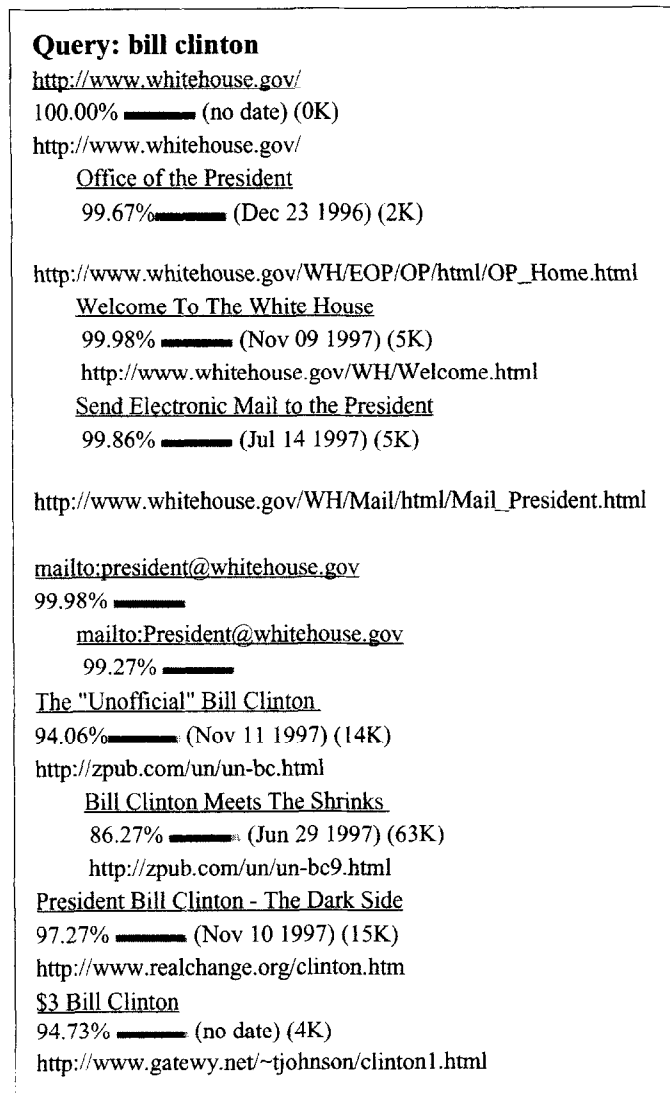 Query: bill clinton
http://www.whitehouse.gov/
100.00% (no date) (0K)
http://www.whitehouse.gov/
Office of the President
99.67% (Dec 23 1996) (2K)
http://www.whitehouse.gov/WH/EOP/OP/html/OP_Home.html
Welcome To The White House
99.98% (Nov 09 1997) (5K)
http://www.whitehouse.gov/WH/Welcome.html
Send Electronic Mail to the President
99.86% (Jul 14 1997) (5K)
http://www.whitehouse.gov/WH/Mail/html/Mail_President.html
mailto:president@whitehouse.gov
99.98%
mailto:President@whitehouse.gov
99.27%
The "Unofficial" Bill Clinton
94.06% (Nov 11 1997) (14K)
http://zpub.com/un/un-bc.html
Bill Clinton Meets The Shrinks
86.27% (Jun 29 1997) (63K)
http://zpub.com/un/un-bc9.html
President Bill Clinton - The Dark Side
97.27% (Nov 10 1997) (15K)
http://www.realchange.org/clinton.htm
$3 Bill Clinton
94.73% (no date) (4K)
http://www.gatewy.net/~tjohnson/clinton1.html